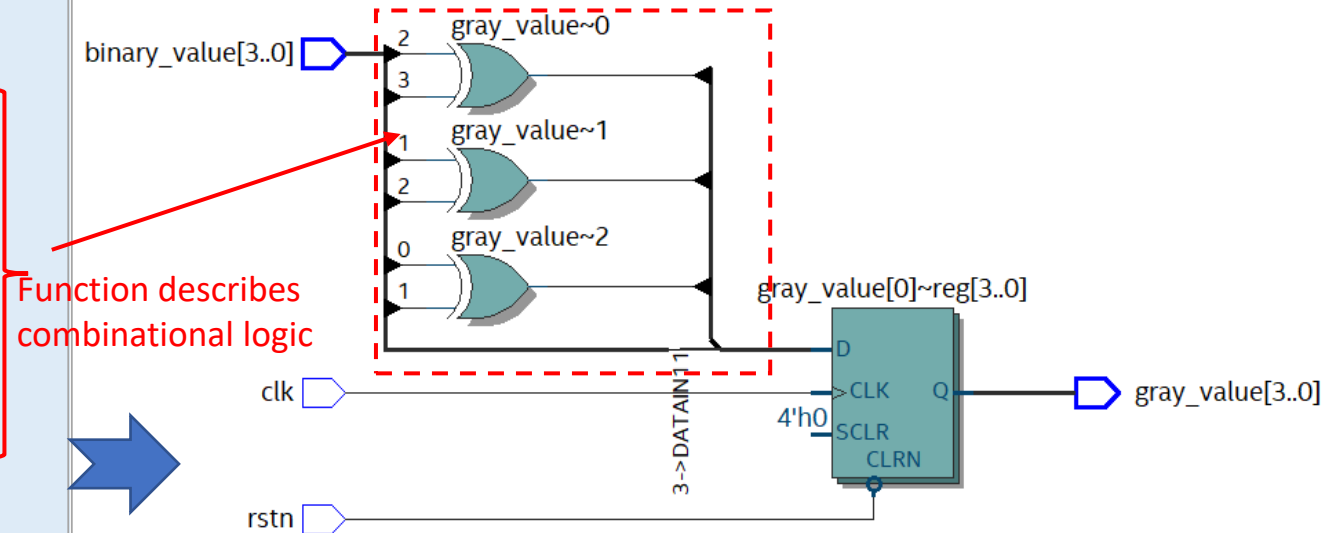 gray_value~0
binary_value[3..0]
2
3
gray_value~1
1
2
gray_value~2
0
1
Function describes
combinational logic
gray_value[0]~reg[3..0]
D
3->DATAIN11
clk
CLK
Q
gray_value[3..0]
4'h0
SCLR
CLRN
rstn